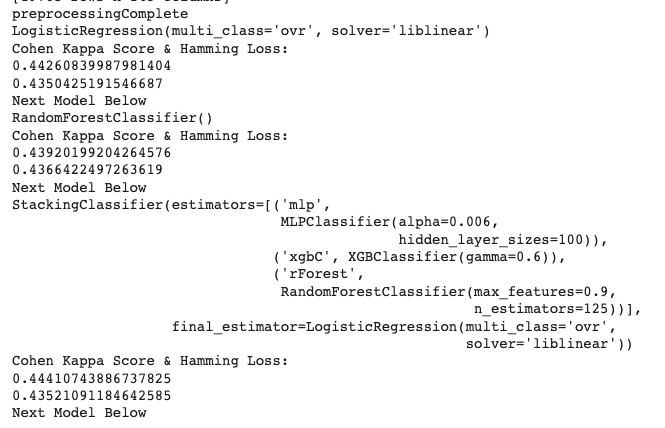 preprocessingComplete
LogisticRegression(multi_class='ovr', solver='liblinear')
Cohen Kappa Score & Hamming Loss:
0.44260839987981404
0.4350425191546687
Next Model Below
RandomForestClassifier()
Cohen Kappa Score & Hamming Loss:
0.43920199204264576
0.4366422497263619
Next Model Below
StackingClassifier(estimators=[('mlp',
MLPClassifier(alpha=0.006,
hidden_layer_sizes=100)),
('xgbC', XGBClassifier(gamma=0.6)),
('rForest',
RandomForestClassifier(max_features=0.9,
n_estimators=125))],
final_estimator=LogisticRegression(multi_class='ovr',
solver='liblinear'))
Cohen Kappa Score & Hamming Loss:
0.44410743886737825
0.43521091184642585
Next Model Below